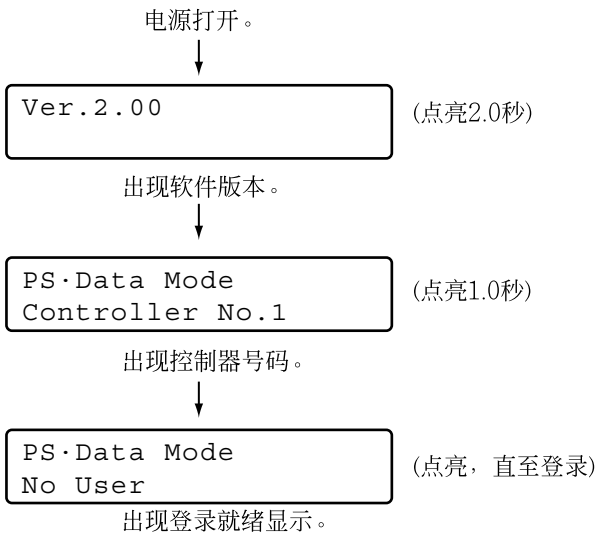 电源打开。
Ver.2.00
(点亮2.0秒)
出现软件版本。
PS·Data Mode
Controller No.1
(点亮1.0秒)
出现控制器号码。
PS·Data Mode
No User
(点亮，直至登录)
出现登录就绪显示。